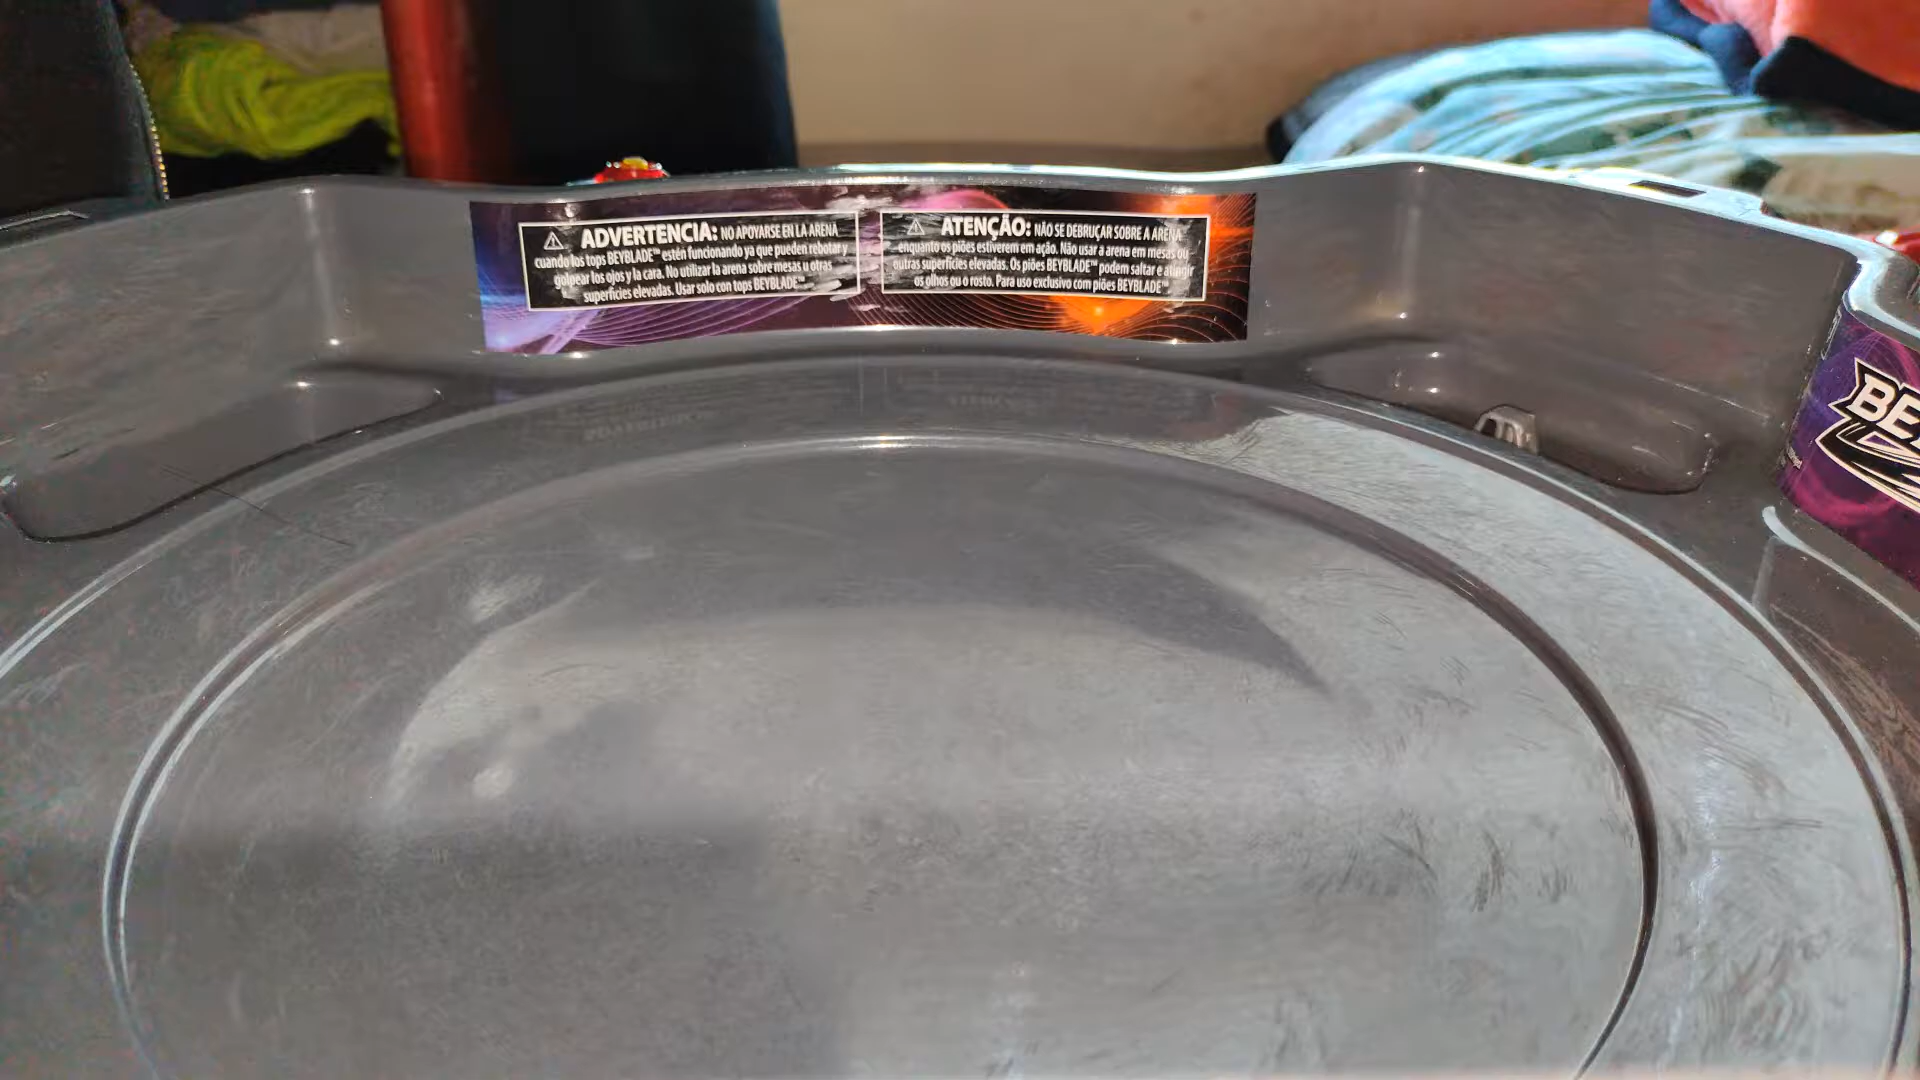 ADVERTENCIA: NO APOYARSE EN LA ARENA
cuando los tops BEYBLADE™ estén funcionando ya que pueden rebotar y
golpear los ojos y la cara. No utilizar la arena sobre mesas u otras
superficies elevadas. Usar solo con tops BEYBLADE™
ATENÇÃO: NÃO SE DEBRUÇAR SOBRE A ARENA
enquanto os piões estiverem em ação. Não usar a arena em mesas ou
outras superfícies elevadas. Os piões BEYBLADE™ podem saltar e atingir
os olhos ou o rosto. Para uso exclusivo com piões BEYBLADE™